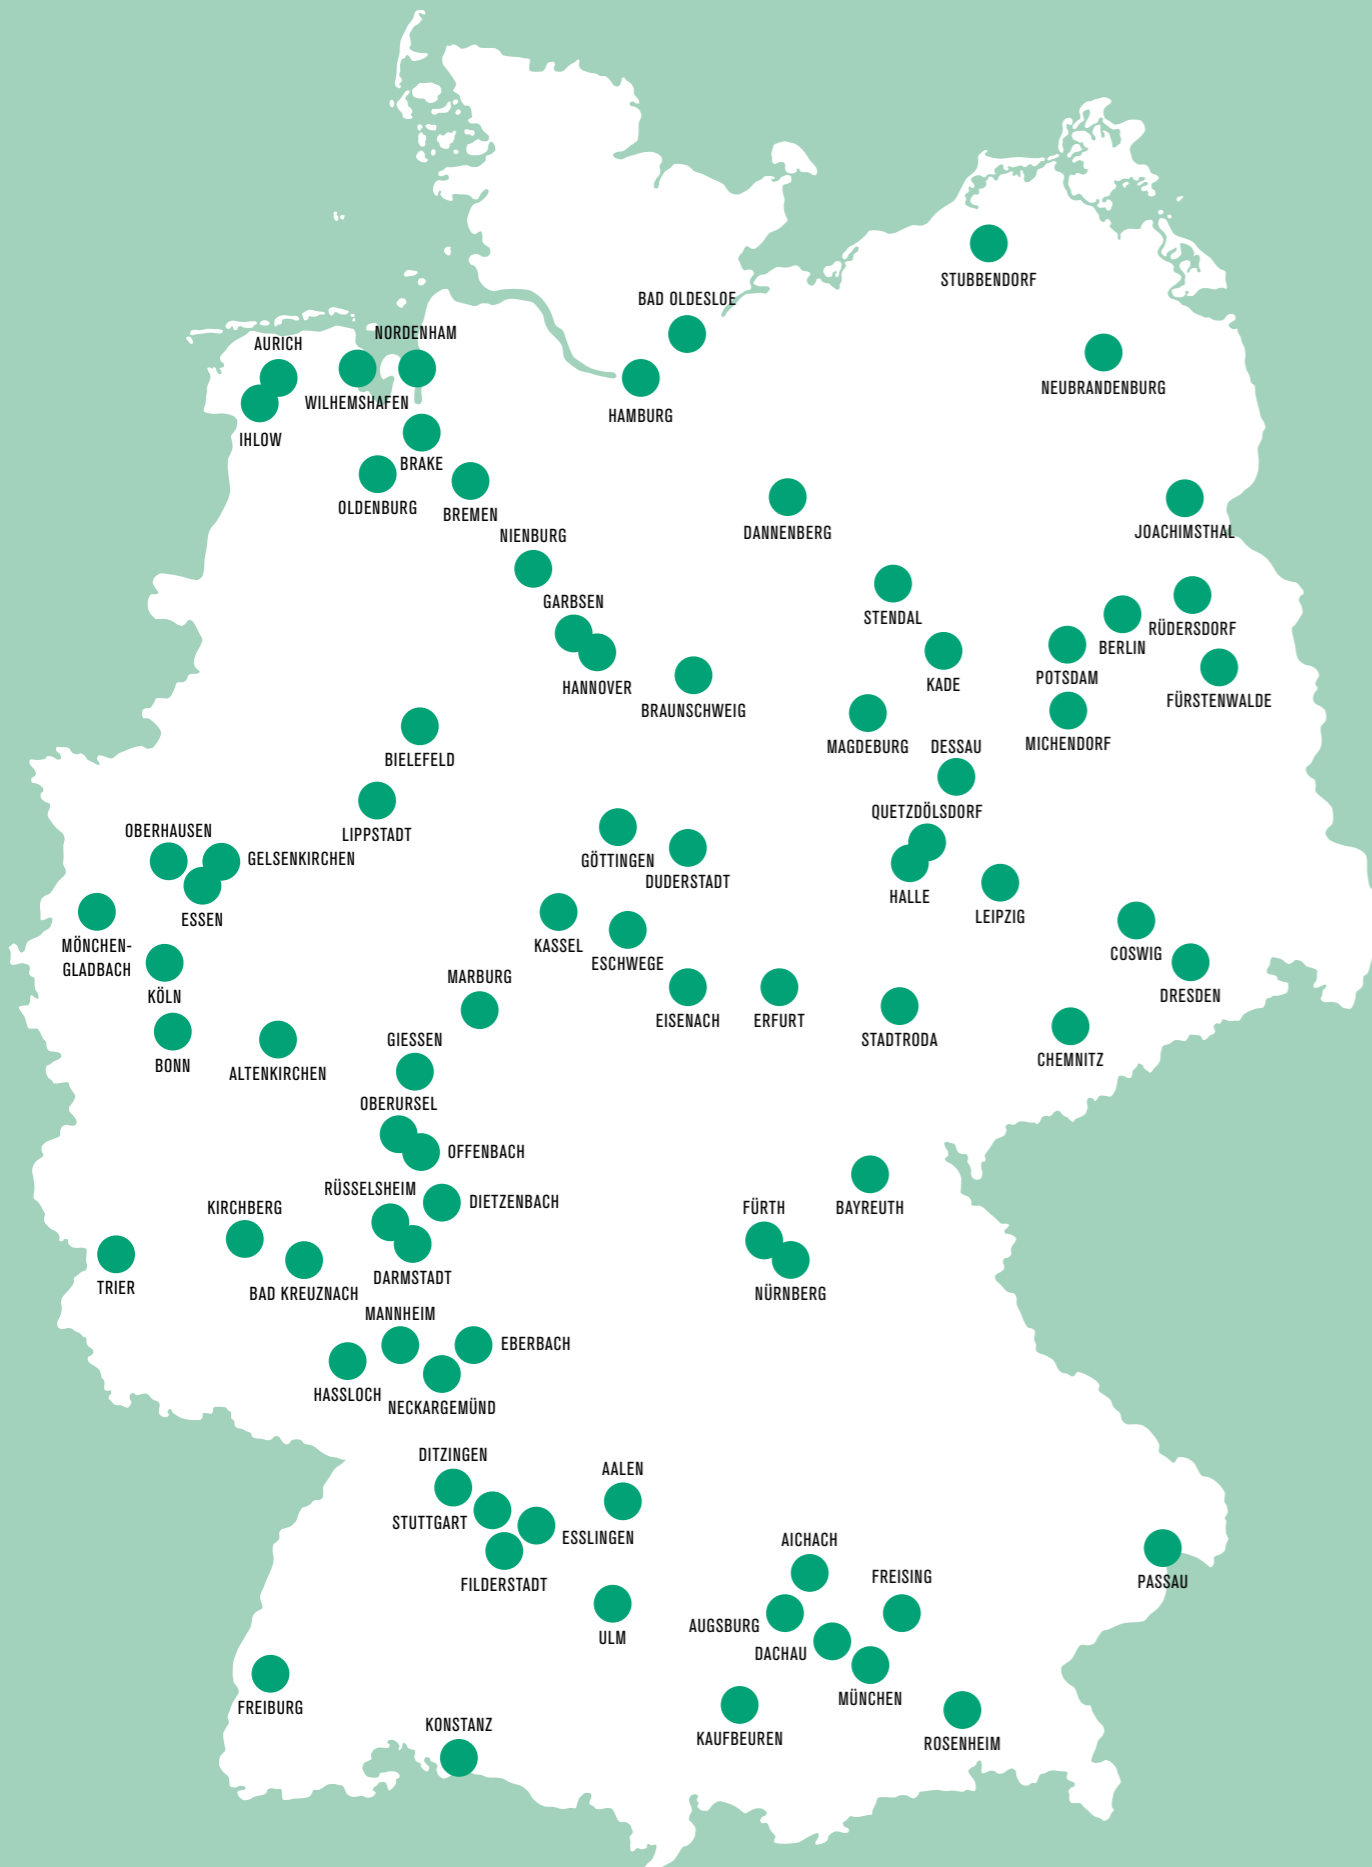 STUBBENDORF
BAD OLDESLOE
NORDENHAM
AURICH
NEUBRANDENBURG
WILHEMSHAFEN
HAMBURG
IHLOW
BRAKE
OLDENBURG
BREMEN
DANNENBERG
JOACHIMSTHAL
NIENBURG
GARBSEN
STENDAL
RÜDERSDORF
BERLIN
POTSDAM
KADE
HANNOVER
FÜRSTENWALDE
BRAUNSCHWEIG
MICHENDORF
MAGDEBURG
DESSAU
BIELEFELD
QUETZDÖLSDORF
OBERHAUSEN
LIPPSTADT
GELSENKIRCHEN
GÖTTINGEN
DUDERSTADT
HALLE
LEIPZIG
ESSEN
MÖNCHEN-
GLADBACH
KASSEL
COSWIG
ESCHWEGE
MARBURG
KÖLN
DRESDEN
EISENACH
ERFURT
STADTRODA
GIESSEN
CHEMNITZ
BONN
ALTENKIRCHEN
OBERURSEL
OFFENBACH
RÜSSELSHEIM
DIETZENBACH
KIRCHBERG
FÜRTH
BAYREUTH
DARMSTADT
TRIER
BAD KREUZNACH
NÜRNBERG
MANNHEIM
EBERBACH
HASSLOCH
NECKARGEMÜND
DITZINGEN
AALEN
STUTTGART
ESSLINGEN
AICHACH
FREISING
PASSAU
FILDERSTADT
AUGSBURG
ULM
DACHAU
MÜNCHEN
FREIBURG
KONSTANZ
KAUFBEUREN
ROSENHEIM